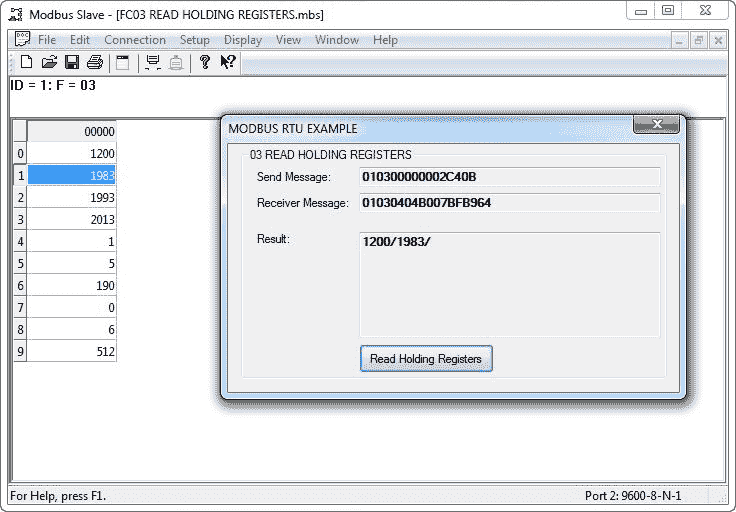 Modbus Slave - [FC03 READ HOLDING REGISTERS.mbs]
File Edit Connection Setup Display View Window Help
ID = 1: F = 03
00000
0 1200
1 1983
2 1993
3 2013
4 1
5 5
6 190
7 0
8 6
9 512
MODBUS RTU EXAMPLE
03 READ HOLDING REGISTERS
Send Message: 010300000002C40B
Receiver Message: 01030404B007BFB964
Result: 1200/1983/
Read Holding Registers
For Help, press F1. Port 2: 9600-8-N-1